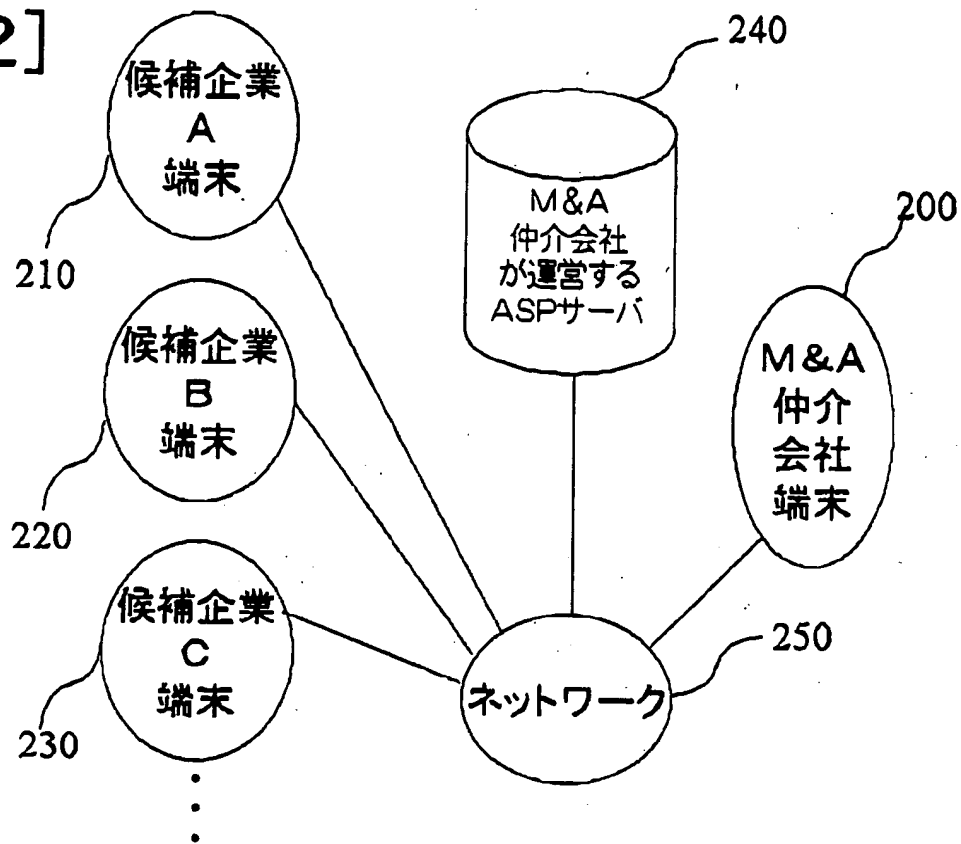 2]
240
候補企業
A
端末
210
M&A
仲介会社
が運営する
ASPサーバ
200
候補企業
B
端末
220
M&A
仲介
会社
端末
候補企業
C
端末
230
ネットワーク
250